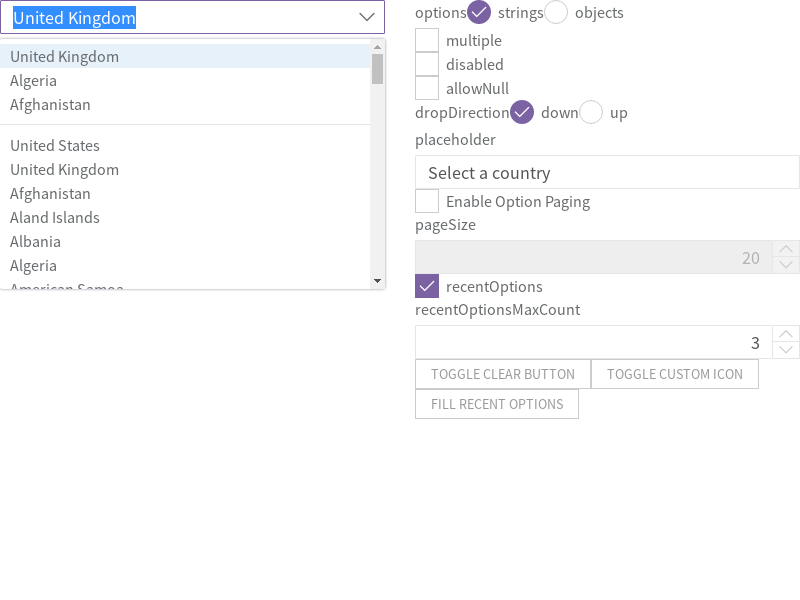 United Kingdom
United Kingdom
Algeria
Afghanistan
United States
United Kingdom
Afghanistan
Aland Islands
Albania
Algeria
American Samoa
options strings objects
multiple
disabled
allowNull
dropDirection down up
placeholder
Select a country
Enable Option Paging
pageSize
20
recentOptions
recentOptionsMaxCount
3
TOGGLE CLEAR BUTTON TOGGLE CUSTOM ICON
FILL RECENT OPTIONS